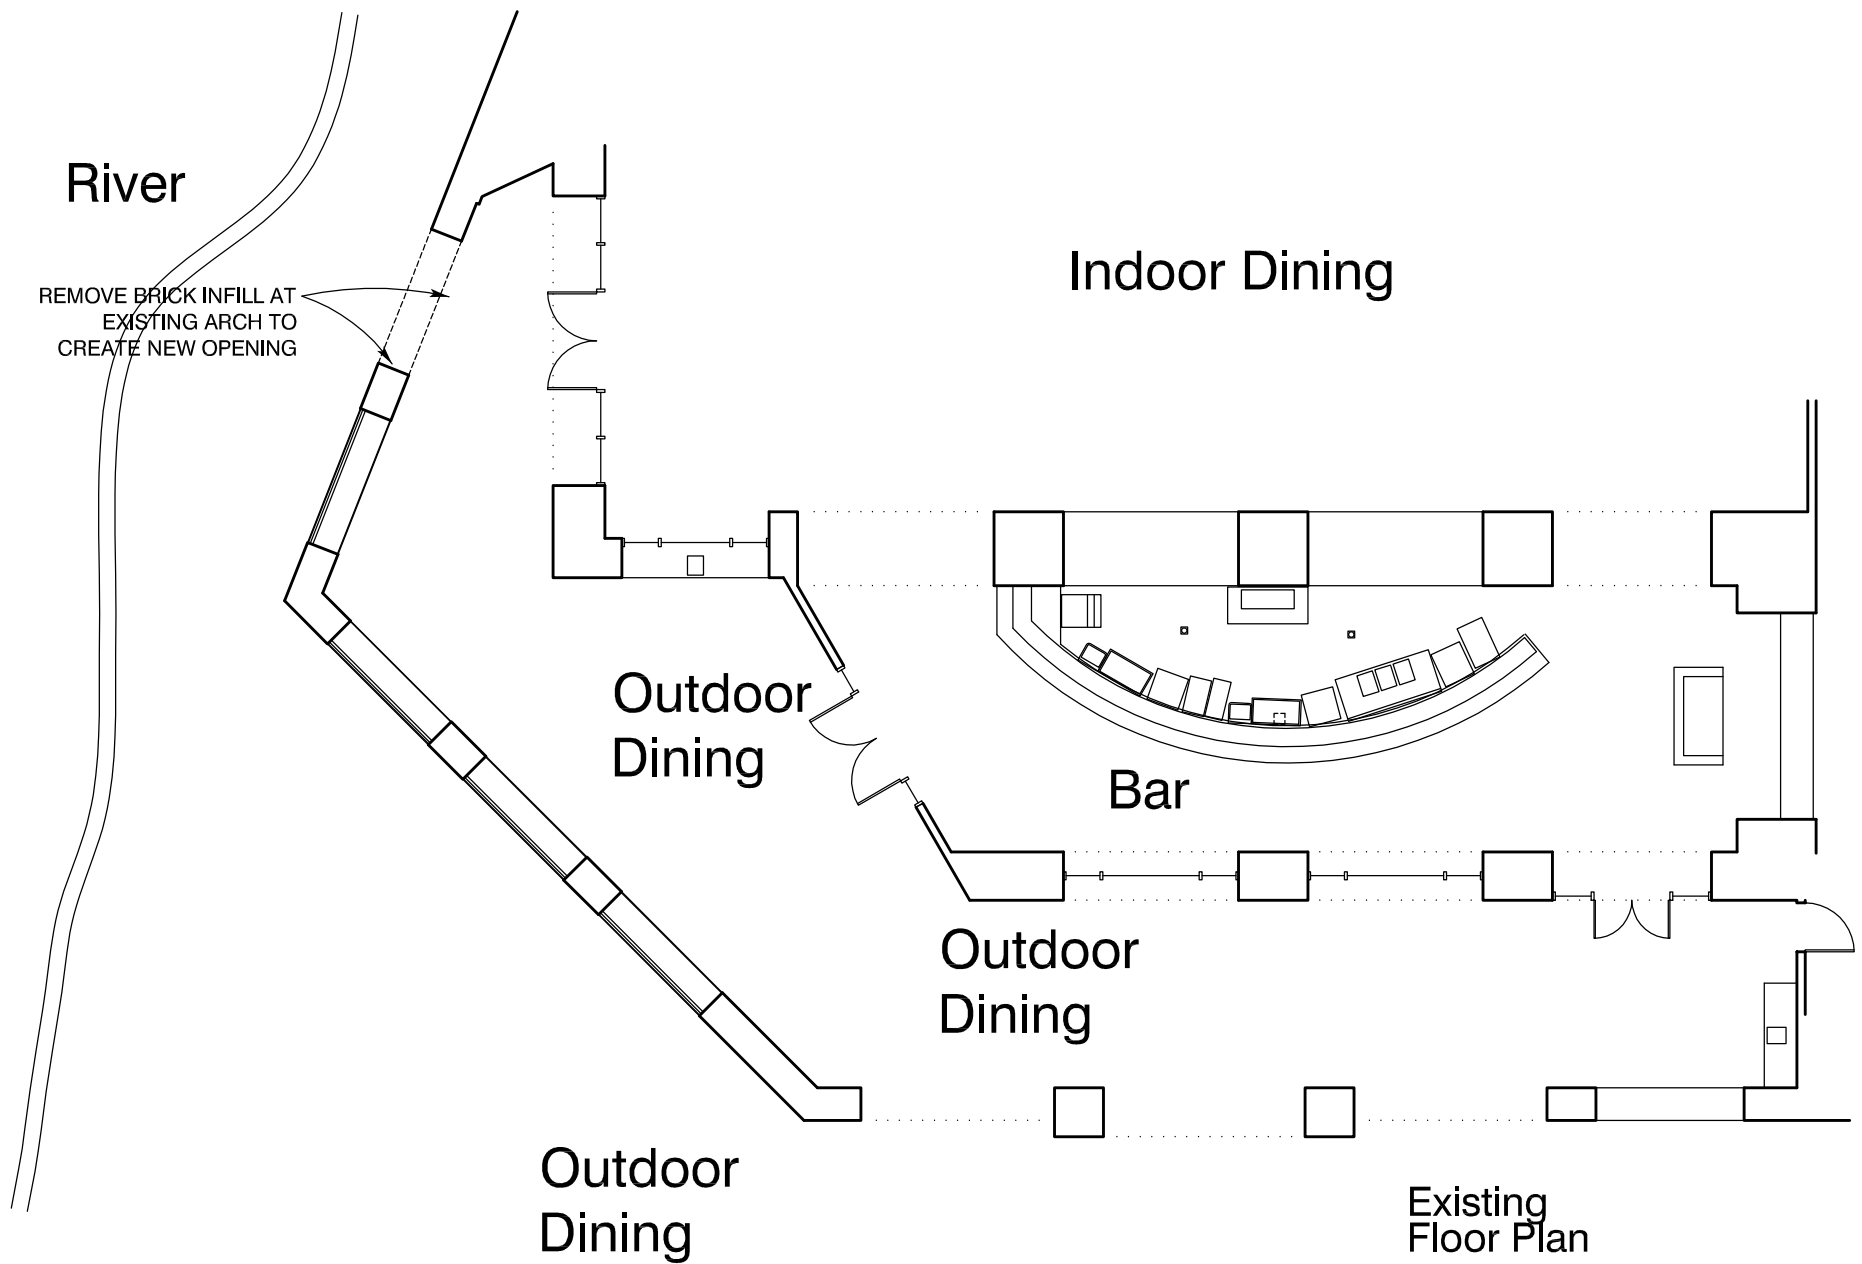 River
REMOVE BRICK INFILL AT
EXISTING ARCH TO
CREATE NEW OPENING
Indoor Dining
Outdoor
Dining
Bar
Outdoor
Dining
Outdoor
Dining
Existing
Floor Plan